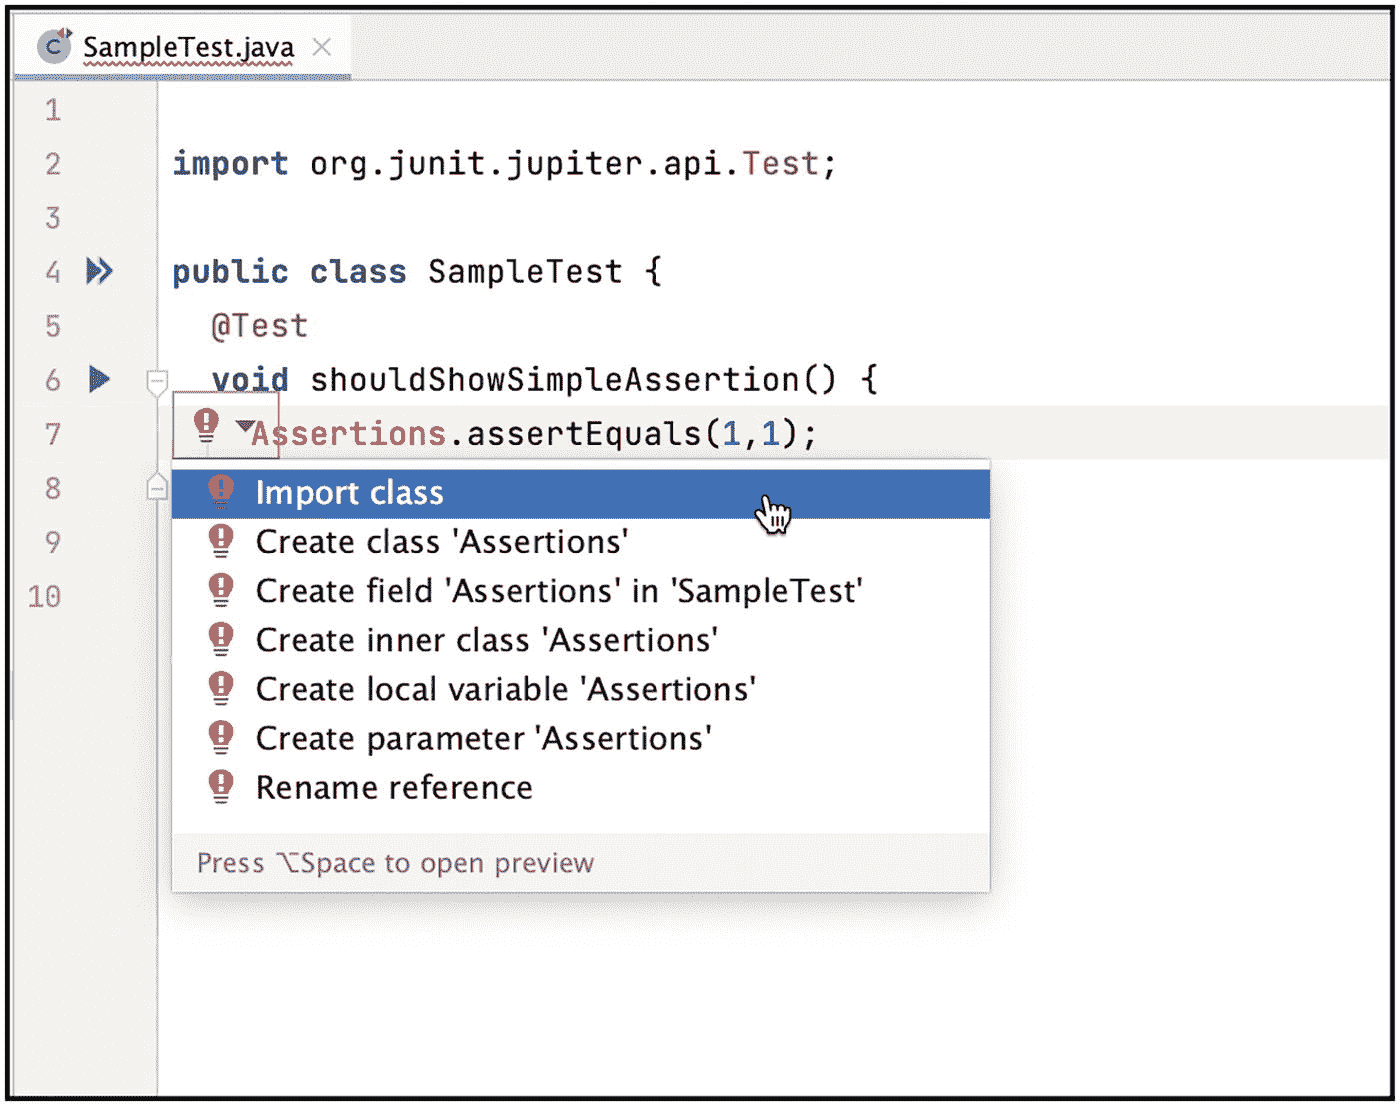 SampleTest.java
1
2 import org.junit.jupiter.api.Test;
3
4 public class SampleTest {
5 @Test
6 void shouldShowSimpleAssertion() {
7 Assertions.assertEquals(1,1);
8
9
10
Import class
Create class 'Assertions'
Create field 'Assertions' in 'SampleTest'
Create inner class 'Assertions'
Create local variable 'Assertions'
Create parameter 'Assertions'
Rename reference
Press ⌥Space to open preview